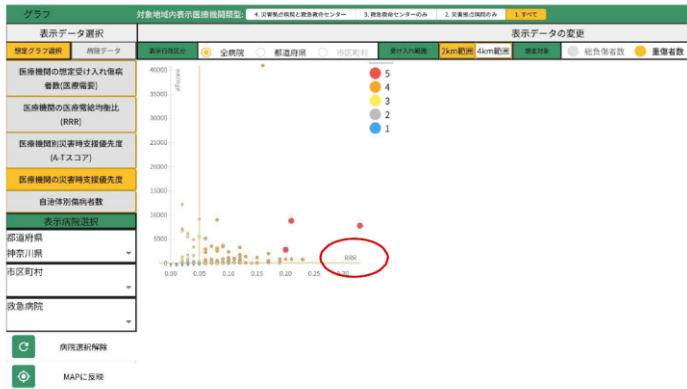 グラフ
対象地域内表示医療機関類型:
4. 災害拠点病院と救急救命センター
3. 救急救命センターのみ
2. 災害拠点病院のみ
1. すべて
表示データ選択
表示データの変更
想定グラフ選択
病院データ
表示行政区分
全病院
都道府県
市区町村
受け入れ範囲
2km範囲
4km範囲
想定対象
総負傷者数
重傷者数
医療機関の想定受け入れ傷病
者数(医療需要)
医療機関の医療需給均衡比
(RRR)
医療機関別災害時支援優先度
(A-Tスコア)
医療機関の災害時支援優先度
自治体別傷病者数
表示病院選択
都道府県
神奈川県
市区町村
救急病院
病院選択解除
MAPに反映
40000
35000
30000
25000
20000
15000
10000
5000
0
0.00
0.05
0.10
0.15
0.20
0.25
0.30
RRR
5
4
3
2
1